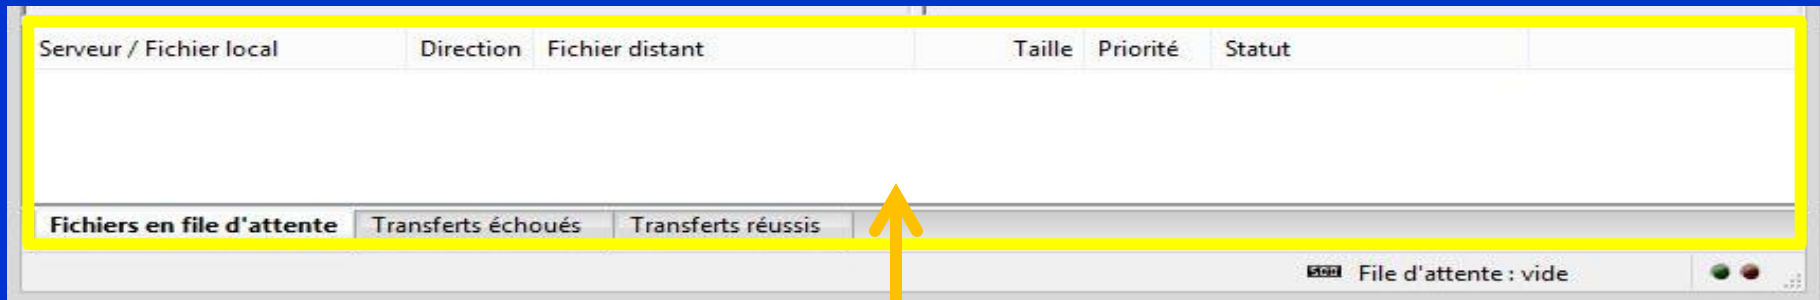 Serveur / Fichier local Direction Fichier distant Taille Priorité Statut
Fichiers en file d'attente Transferts échoués Transferts réussis
File d'attente : vide